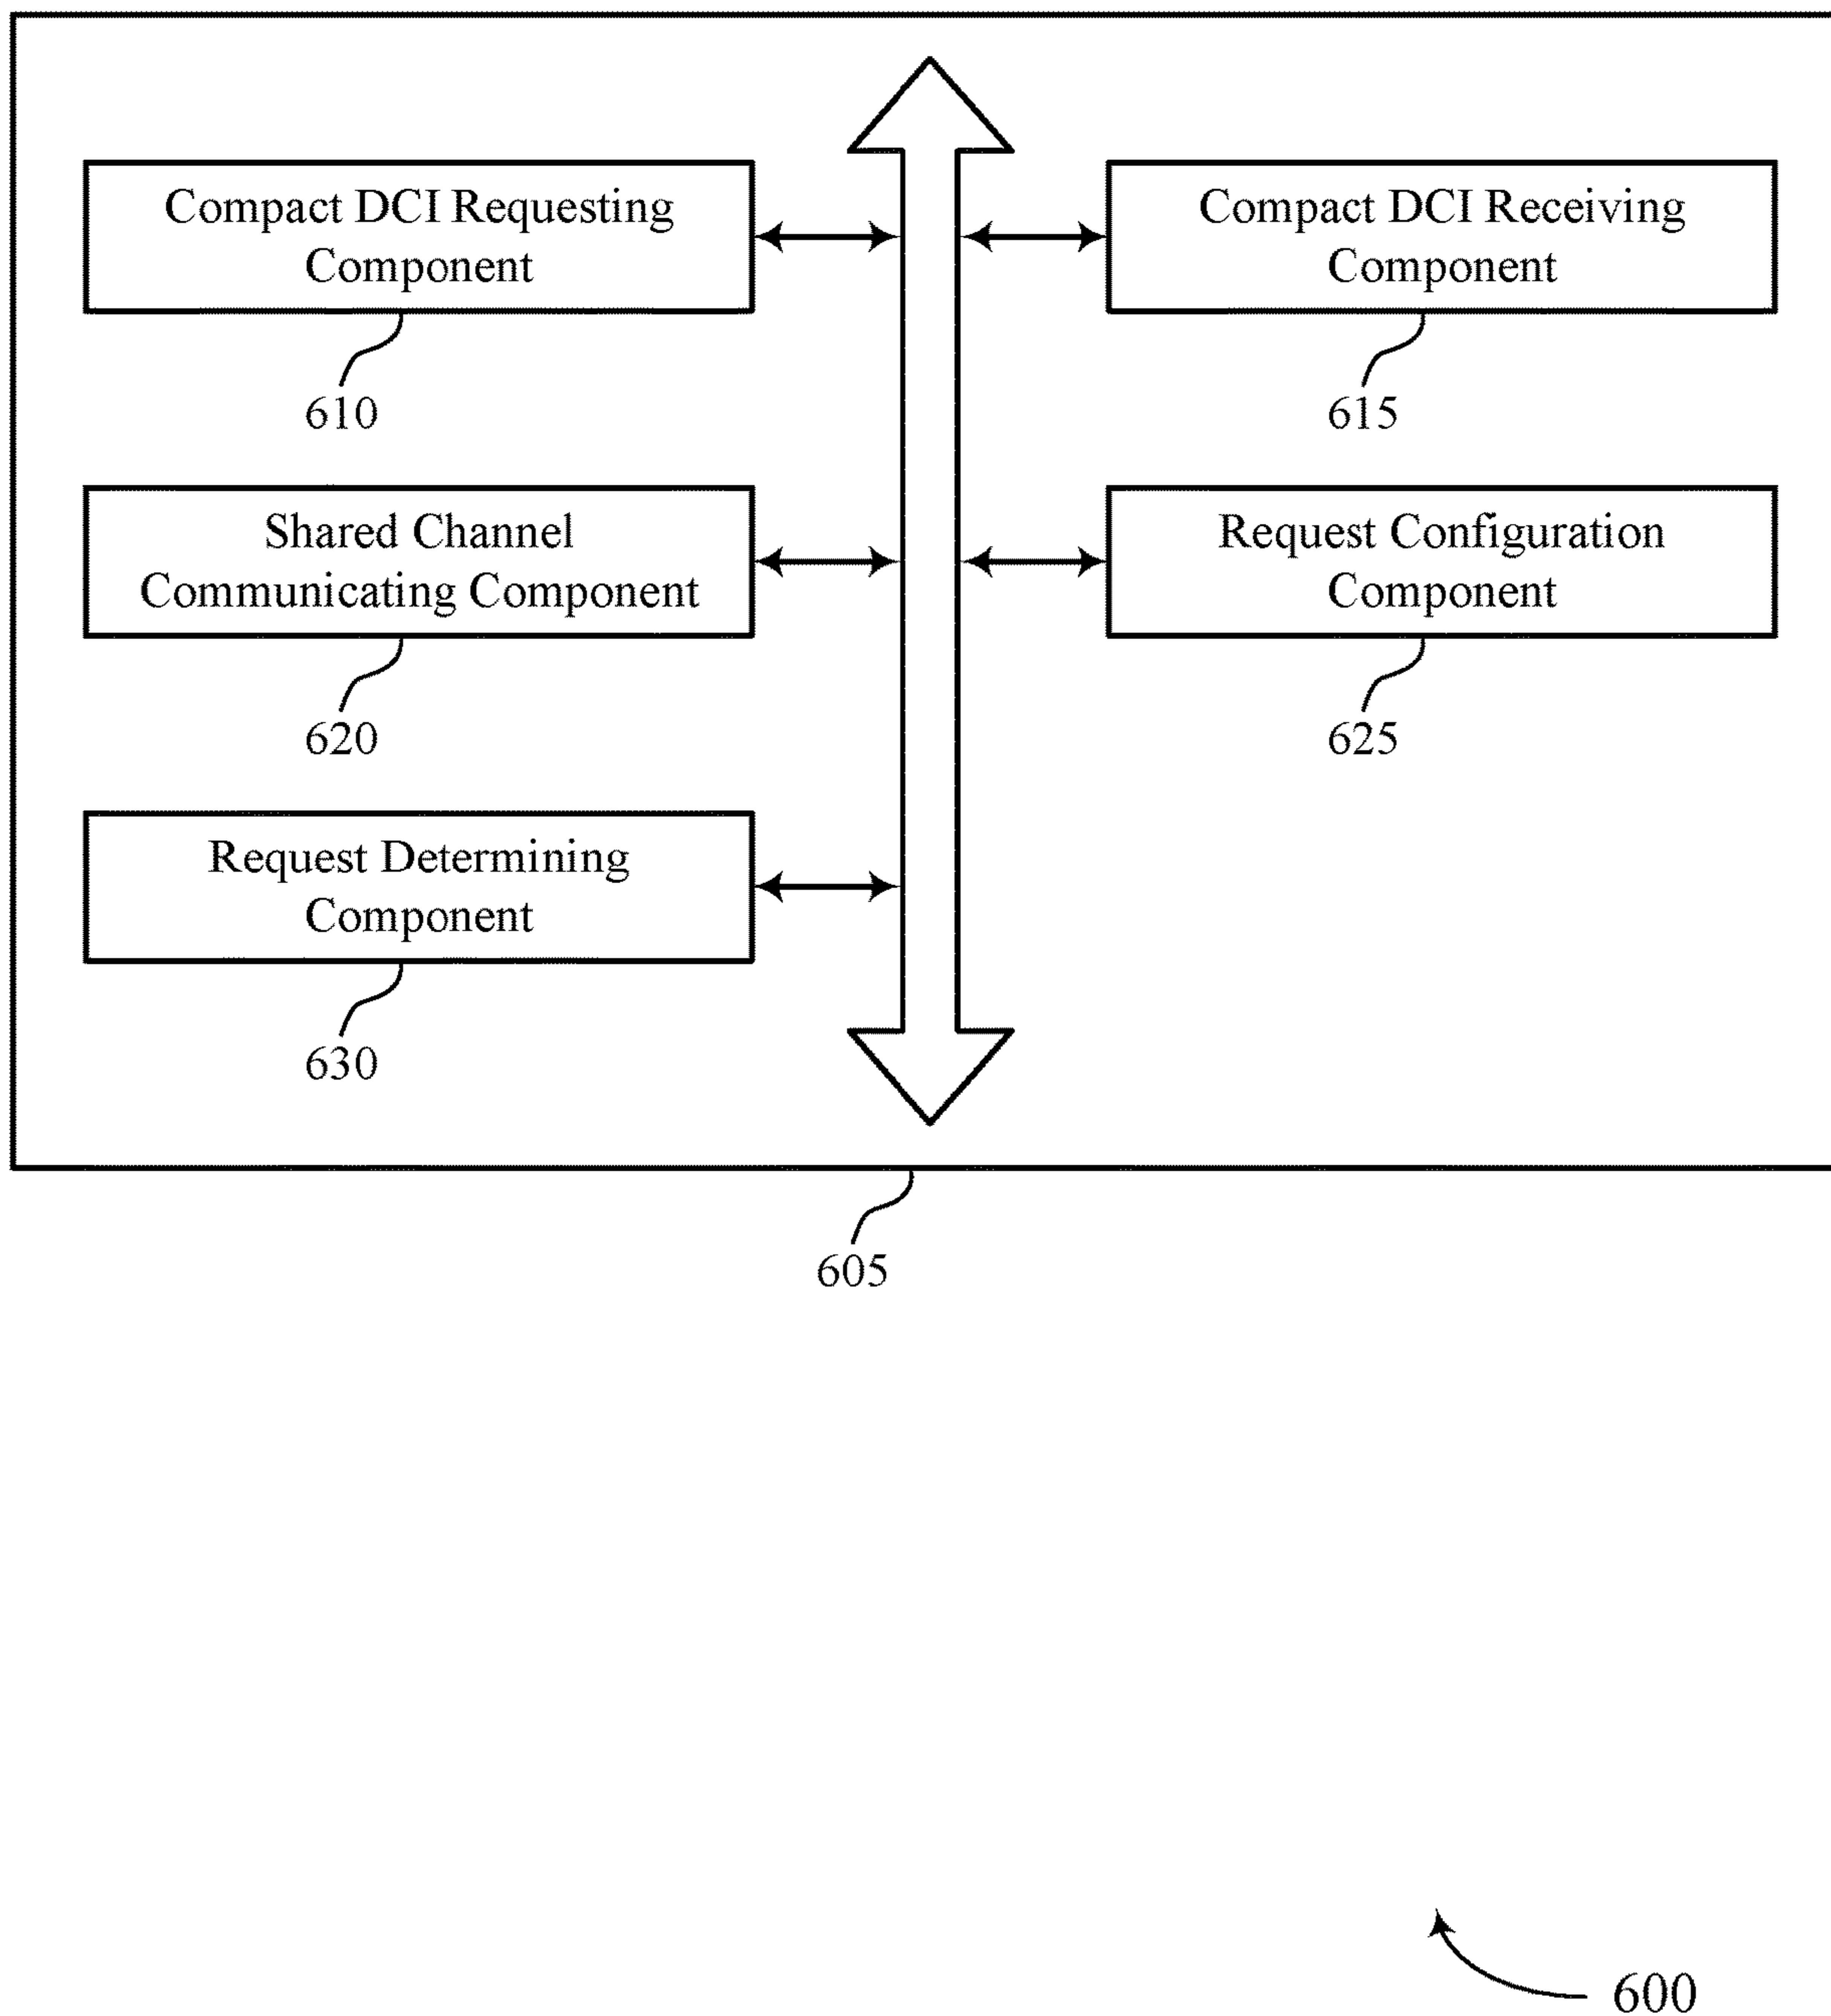 Compact DCI Requesting
Component
610
Compact DCI Receiving
Component
615
Shared Channel
Communicating Component
620
Request Configuration
Component
625
Request Determining
Component
630
605
600